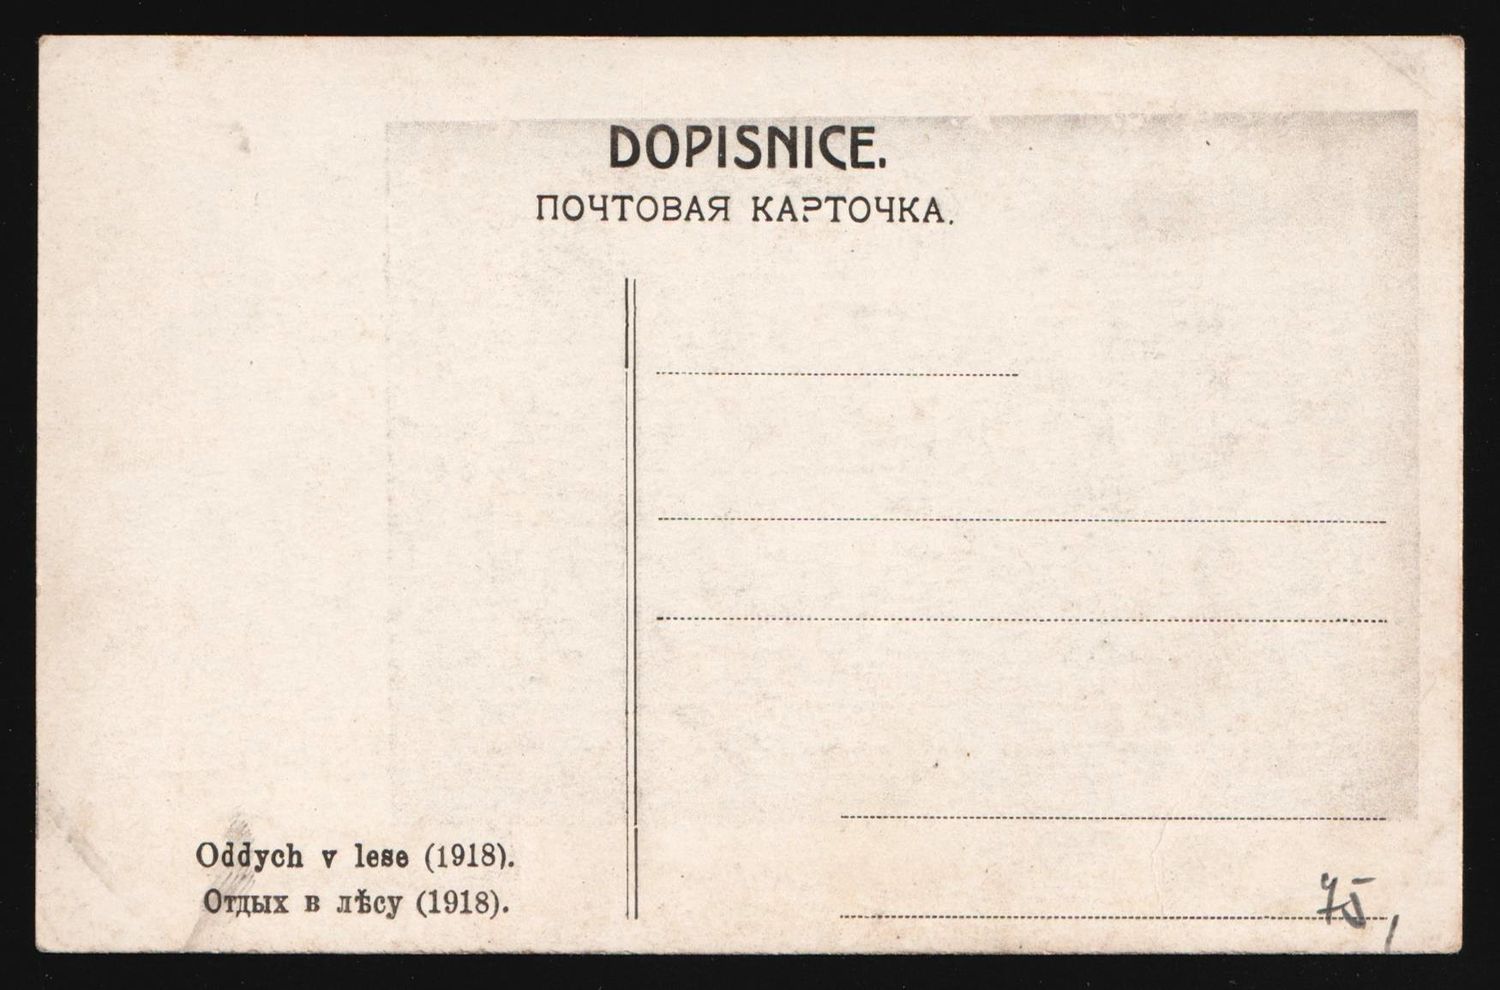 DOPISNICE.
ПОЧТОВАЯ КАРТОЧКА.
Oddych v lese (1918).
Отдых в лѣсу (1918).
75,